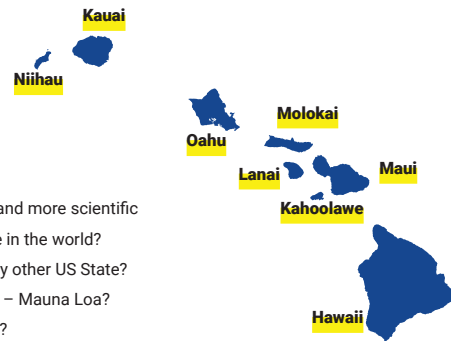 Kauai
Niihau
Oahu
Molokai
Lanai
Maui
Kahoolawe
and more scientific
e in the world?
y other US State?
– Mauna Loa?
?
Hawaii